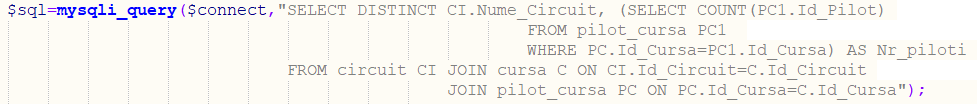 $sql=mysqli_query($connect,"SELECT DISTINCT CI.Nume_Circuit, (SELECT COUNT(PC1.Id_Pilot)
FROM pilot_cursa PC1
WHERE PC.Id_Cursa=PC1.Id_Cursa) AS Nr_piloti
FROM circuit CI JOIN cursa C ON CI.Id_Circuit=C.Id_Circuit
JOIN pilot_cursa PC ON PC.Id_Cursa=C.Id_Cursa");